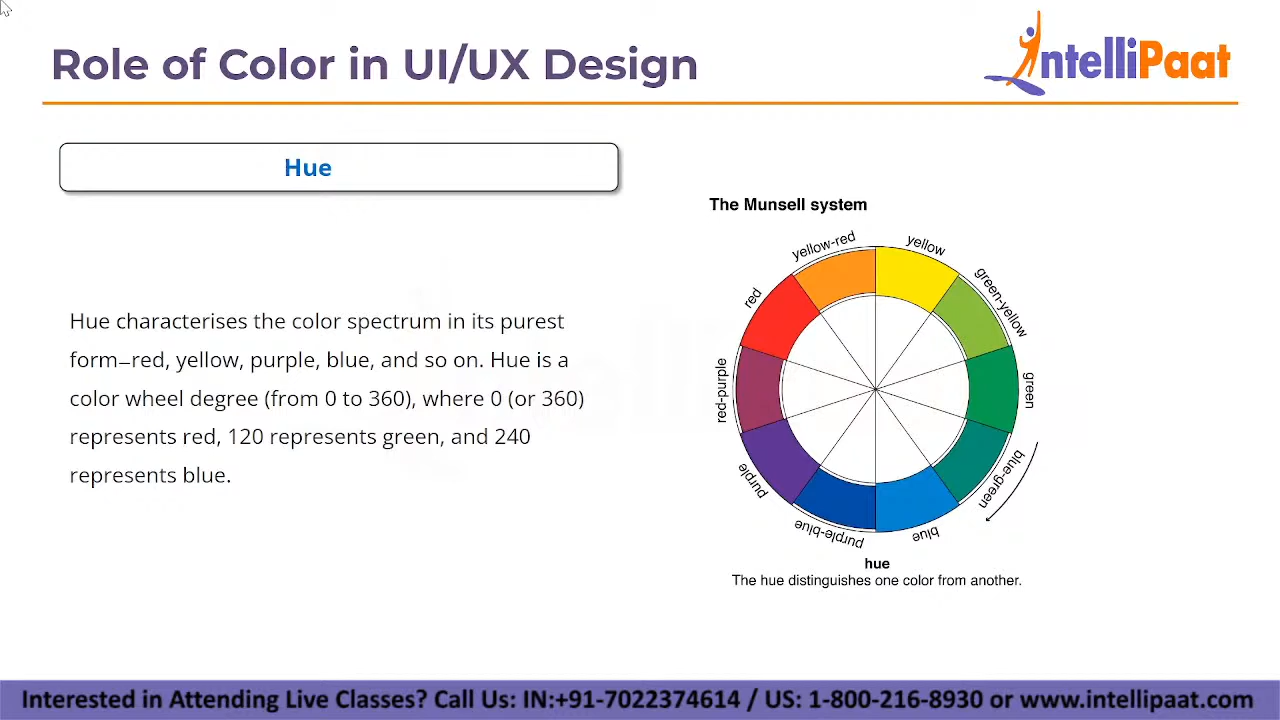 Role of Color in UI/UX Design
IntelliPaat
Hue
Hue characterises the color spectrum in its purest
form–red, yellow, purple, blue, and so on. Hue is a
color wheel degree (from 0 to 360), where 0 (or 360)
represents red, 120 represents green, and 240
represents blue.
The Munsell system
yellow-red
yellow
green-yellow
green
blue-green
blue
purple-blue
purple
red-purple
red
hue
The hue distinguishes one color from another.
Interested in Attending Live Classes? Call Us: IN:+91-7022374614 / US: 1-800-216-8930 or www.intellipaat.com